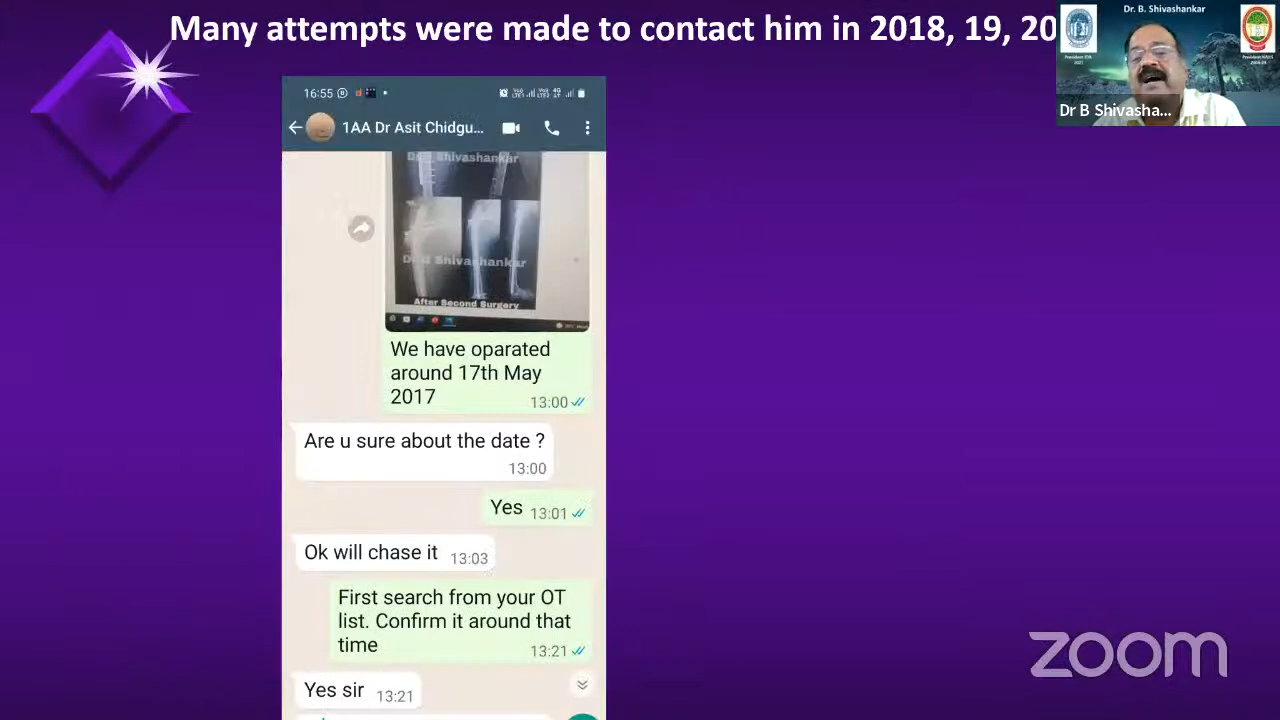 Many attempts were made to contact him in 2018, 19, 20
Dr. B. Shivashankar
Dr B Shivasha...
16:55
1AA Dr Asit Chidgu...
Dr B Shivashankar
Shivashankar
After Second Surgery
We have oparated
around 17th May
2017
13:00
Are u sure about the date ?
13:00
Yes 13:01
Ok will chase it 13:03
First search from your OT
list. Confirm it around that
time
13:21
Yes sir 13:21
zoom